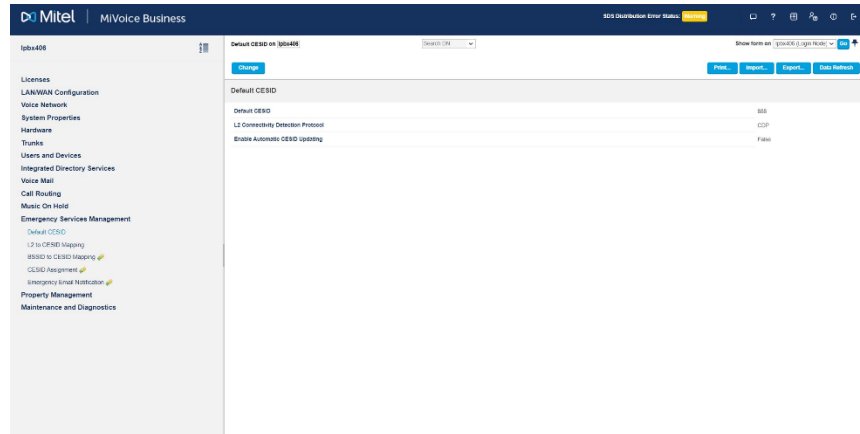 Mitel | MiVoice Business
SDS Distribution Error Status: Warning
Ipbx406
Default CESID on Ipbx406
Search DN
Show form on Ipbx406 (Login Node) Go
Change
Print... Import... Export... Data Refresh
Default CESID
Default CESID 888
L2 Connectivity Detection Protocol CDP
Enable Automatic CESID Updating False
Licenses
LAN/WAN Configuration
Voice Network
System Properties
Hardware
Trunks
Users and Devices
Integrated Directory Services
Voice Mail
Call Routing
Music On Hold
Emergency Services Management
Default CESID
L2 to CESID Mapping
BSSID to CESID Mapping
CESID Assignment
Emergency Email Notification
Property Management
Maintenance and Diagnostics